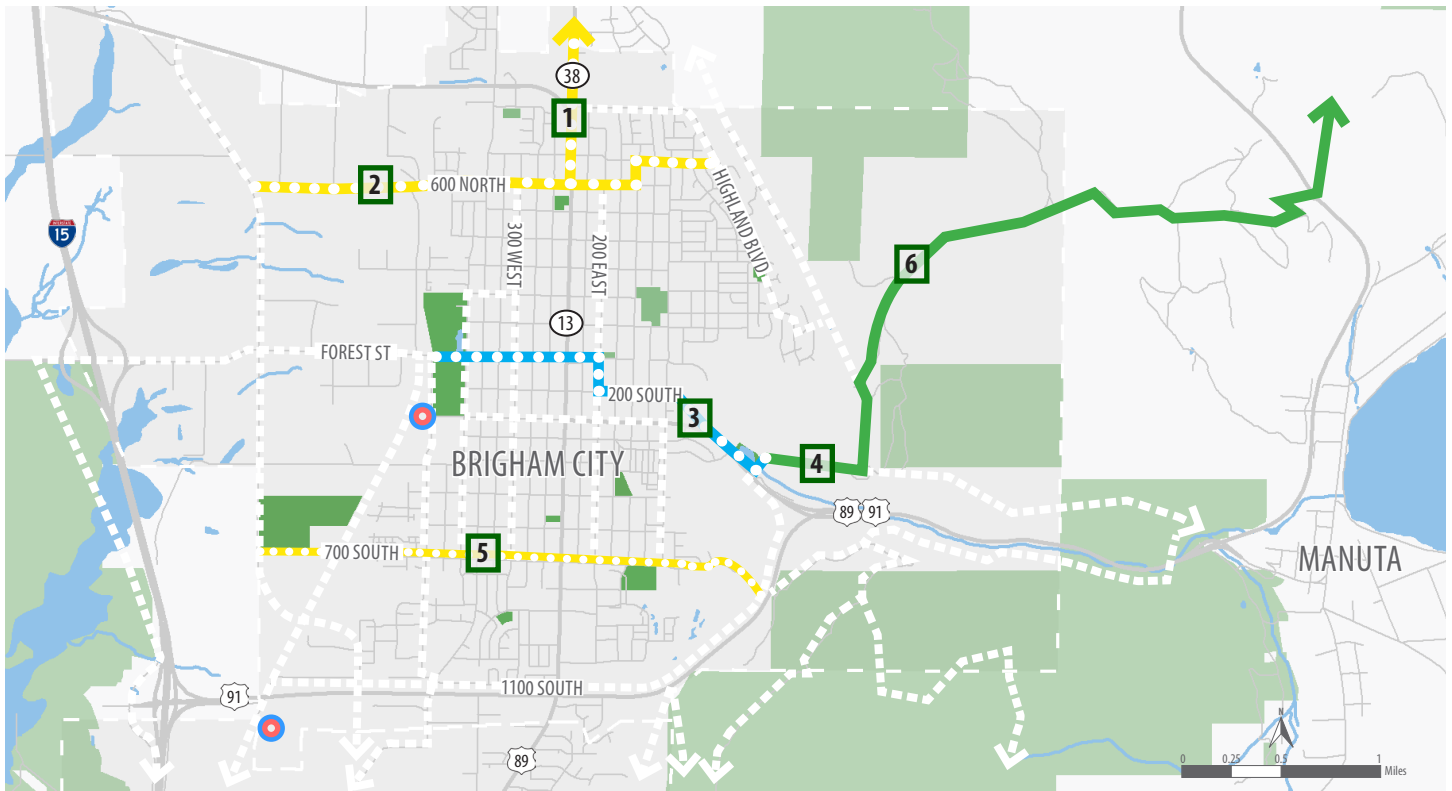 38
1
2
600 NORTH
HIGHLAND BLVD
INTERSTATE
15
300 WEST
200 EAST
6
13
FOREST ST
200 SOUTH
3
BRIGHAM CITY
4
89
91
700 SOUTH
5
MANUTA
1100 SOUTH
91
89
N
0 0.25 0.5 1
Miles